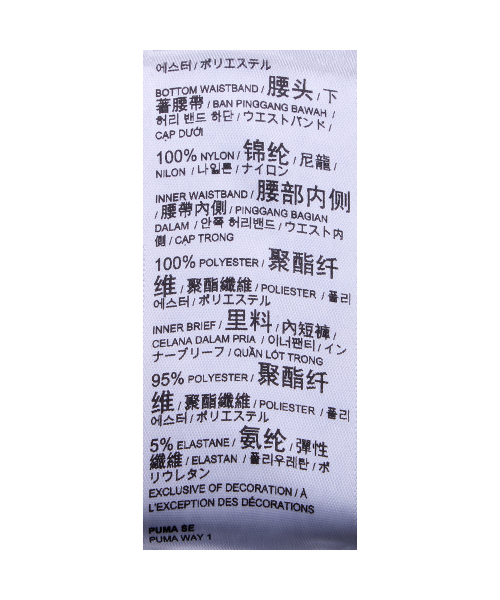 에스터 / ポリエステル
BOTTOM WAISTBAND / 腰头 / 下
著腰帶 / BAN PINGGANG BAWAH /
허리 밴드 하단 / ウエストバンド /
CẠP DƯỚI
100% NYLON / 锦纶 / 尼龍 /
NILON / 나일론 / ナイロン
INNER WAISTBAND / 腰部内侧
/ 腰帶內側 / PINGGANG BAGIAN
DALAM / 안쪽 허리밴드 / ウエスト内
側 / CẠP TRONG
100% POLYESTER / 聚酯纤
维 / 聚酯纖維 / POLIESTER / 폴리
에스터 / ポリエステル
INNER BRIEF / 里料 / 內短褲 /
CELANA DALAM PRIA / 이너팬티 / イン
ナーブリーフ / QUẦN LÓT TRONG
95% POLYESTER / 聚酯纤
维 / 聚酯纖維 / POLIESTER / 폴리
에스터 / ポリエステル
5% ELASTANE / 氨纶 / 彈性
纖維 / ELASTAN / 폴리우레탄 / ポ
リウレタン
EXCLUSIVE OF DECORATION / À
L'EXCEPTION DES DÉCORATIONS
PUMA SE
PUMA WAY 1